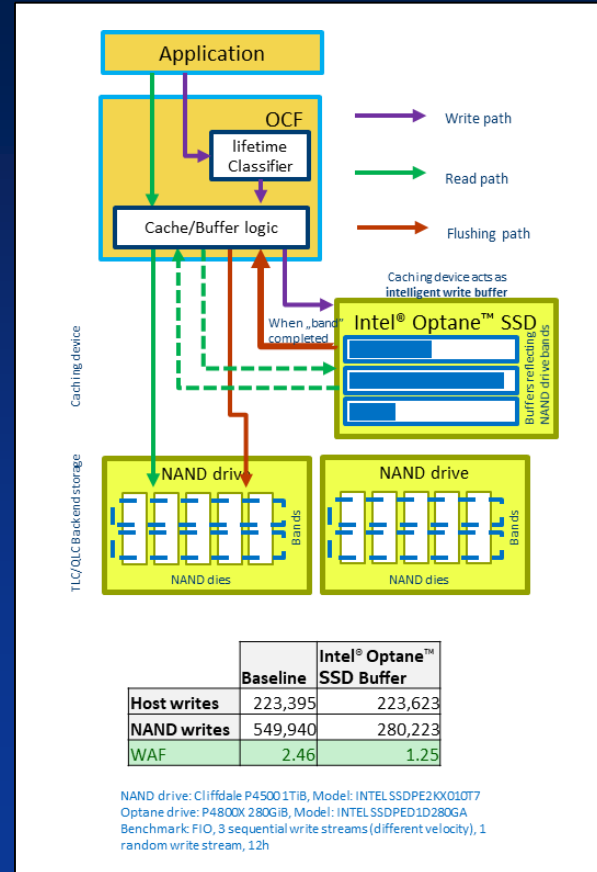 Application
OCF
lifetime
Classifier
Cache/Buffer logic
Write path
Read path
Flushing path
Caching device acts as
intelligent write buffer
When „band”
completed
Intel® Optane™ SSD
Buffers reflecting
NAND drive bands
Caching device
TLC/QLC Backend storage
NAND drive
Bands
NAND dies
NAND drive
Bands
NAND dies
Baseline Intel® Optane™
SSD Buffer
Host writes 223,395 223,623
NAND writes 549,940 280,223
WAF 2.46 1.25
NAND drive: Cliffdale P4500 1TiB, Model: INTEL SSDPE2KX010T7
Optane drive: P4800X 280GiB, Model: INTEL SSDPED1D280GA
Benchmark: FIO, 3 sequential write streams (different velocity), 1
random write stream, 12h